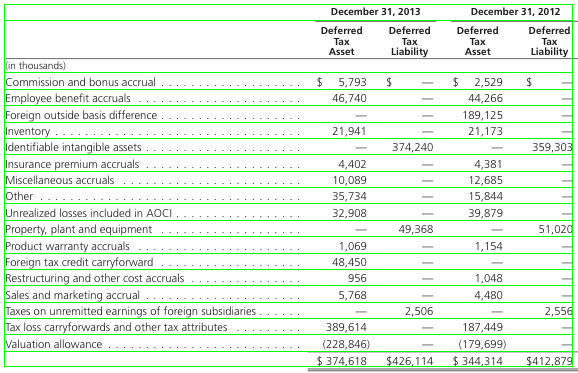 December 31, 2013 December 31, 2012
Deferred Deferred Deferred Deferred
Tax Tax Tax Tax
Asset Liability Asset Liability
(in thousands)
Commission and bonus accrual . . . . . . . . . . . . . . . . . . . . $ 5,793 $ — $ 2,529 $ —
Employee benefit accruals . . . . . . . . . . . . . . . . . . . . . . . 46,740 — 44,266 —
Foreign outside basis difference . . . . . . . . . . . . . . . . . . . . — — 189,125 —
Inventory . . . . . . . . . . . . . . . . . . . . . . . . . . . . . . . . . . 21,941 — 21,173 —
Identifiable intangible assets . . . . . . . . . . . . . . . . . . . . . . — 374,240 — 359,303
Insurance premium accruals . . . . . . . . . . . . . . . . . . . . . . 4,402 — 4,381 —
Miscellaneous accruals . . . . . . . . . . . . . . . . . . . . . . . . . 10,089 — 12,685 —
Other . . . . . . . . . . . . . . . . . . . . . . . . . . . . . . . . . . . . 35,734 — 15,844 —
Unrealized losses included in AOCI . . . . . . . . . . . . . . . . . . 32,908 — 39,879 —
Property, plant and equipment . . . . . . . . . . . . . . . . . . . . — 49,368 — 51,020
Product warranty accruals . . . . . . . . . . . . . . . . . . . . . . . 1,069 — 1,154 —
Foreign tax credit carryforward . . . . . . . . . . . . . . . . . . . . 48,450 — — —
Restructuring and other cost accruals . . . . . . . . . . . . . . . . 956 — 1,048 —
Sales and marketing accrual . . . . . . . . . . . . . . . . . . . . . . 5,768 — 4,480 —
Taxes on unremitted earnings of foreign subsidiaries . . . . . . — 2,506 — 2,556
Tax loss carryforwards and other tax attributes . . . . . . . . . 389,614 — 187,449 —
Valuation allowance . . . . . . . . . . . . . . . . . . . . . . . . . . . (228,846) — (179,699) —
$ 374,618 $426,114 $ 344,314 $412,879